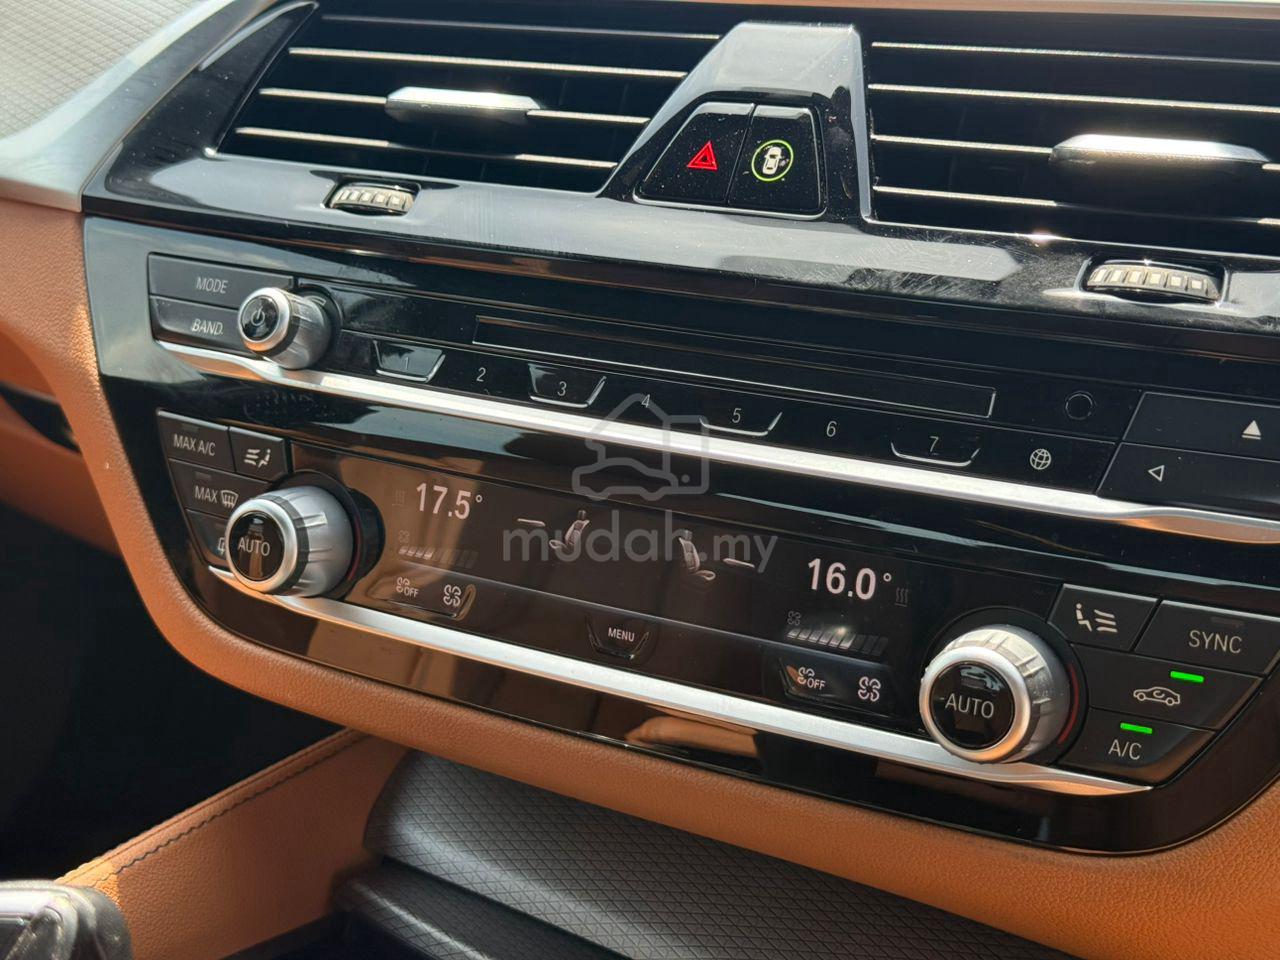 MODE
BAND
1 2 3 4 5 6 7
MAX A/C
MAX
AUTO
17.5°
OFF
mudah.my
MENU
16.0°
OFF
AUTO
SYNC
A/C